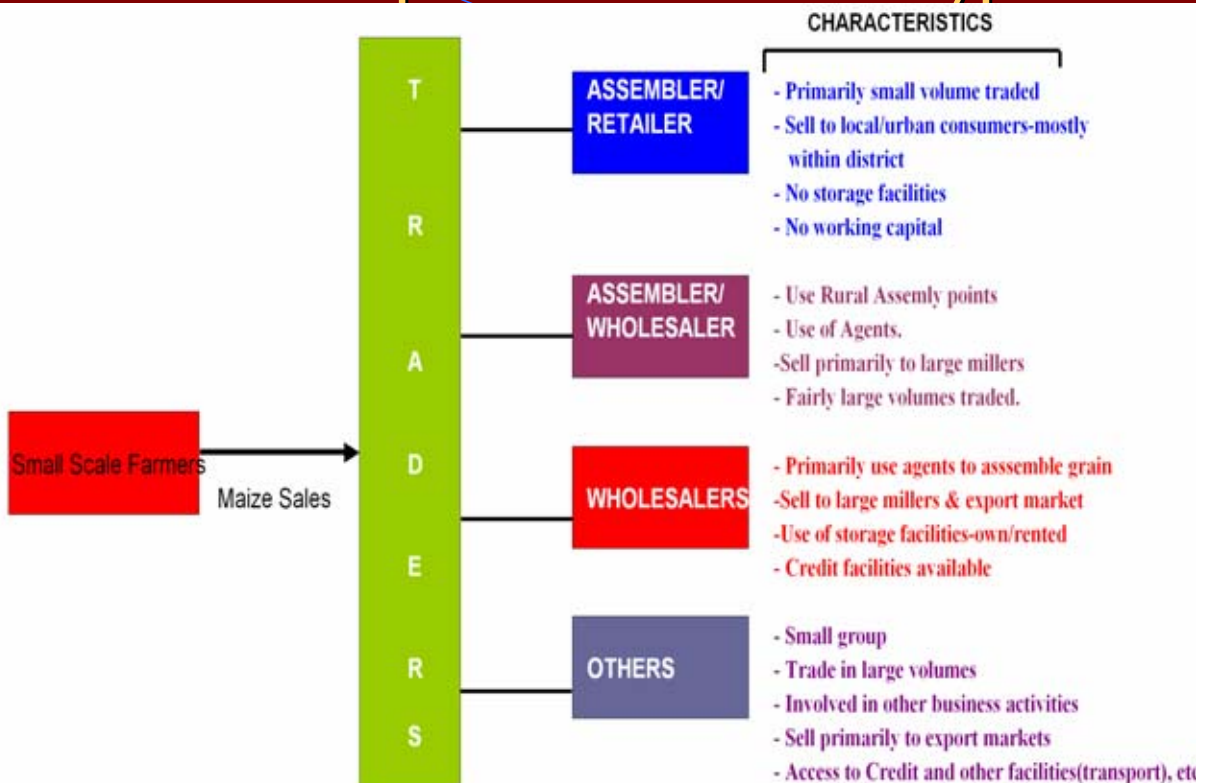 CHARACTERISTICS
Small Scale Farmers
Maize Sales
T
R
A
D
E
R
S
ASSEMBLER/
RETAILER
- Primarily small volume traded
- Sell to local/urban consumers-mostly
within district
- No storage facilities
- No working capital
ASSEMBLER/
WHOLESALER
- Use Rural Assemly points
- Use of Agents.
-Sell primarily to large millers
- Fairly large volumes traded.
WHOLESALERS
- Primarily use agents to asssemble grain
-Sell to large millers & export market
-Use of storage facilities-own/rented
- Credit facilities available
OTHERS
- Small group
- Trade in large volumes
- Involved in other business activities
- Sell primarily to export markets
- Access to Credit and other facilities(transport), etc